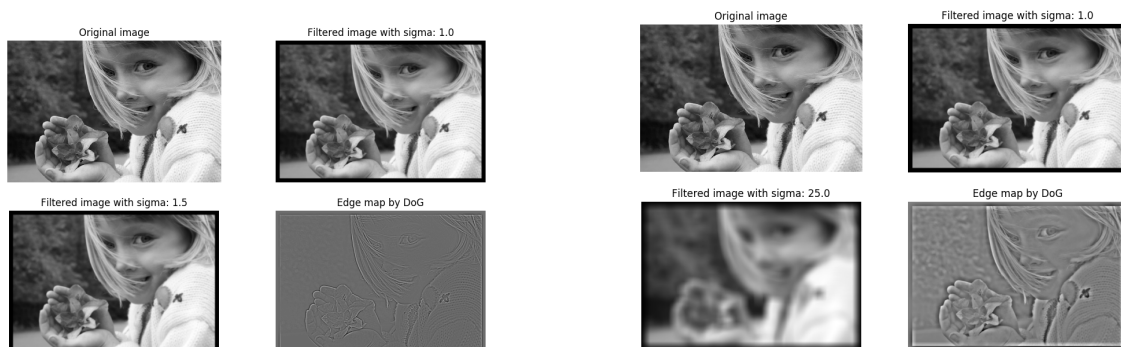 Original image
Filtered image with sigma: 1.0
Filtered image with sigma: 1.5
Edge map by DoG
Original image
Filtered image with sigma: 1.0
Filtered image with sigma: 25.0
Edge map by DoG